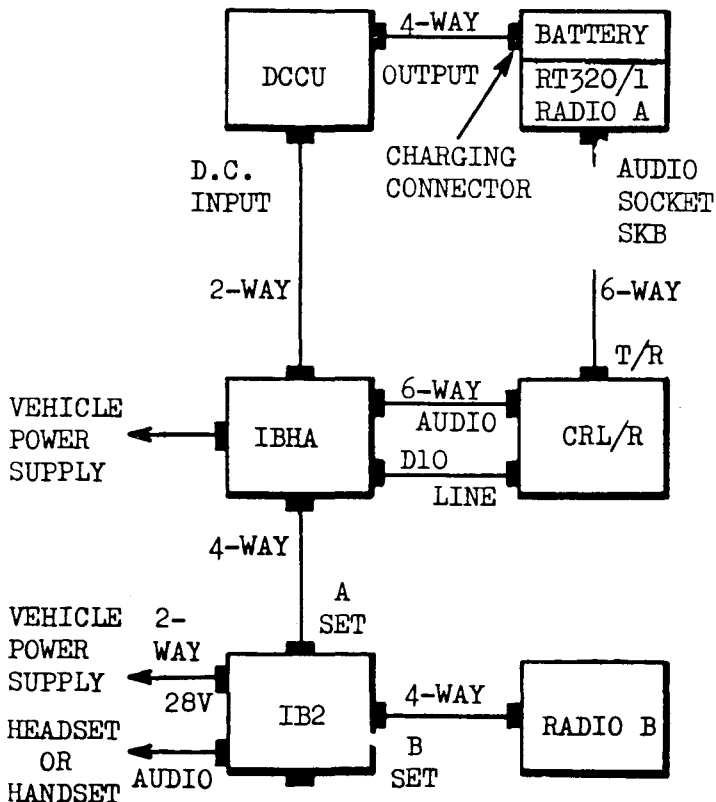 4-WAY
DCCU
OUTPUT
BATTERY
RT320/1
RADIO A
CHARGING
CONNECTOR
D.C.
INPUT
AUDIO
SOCKET
SKB
2-WAY
6-WAY
T/R
VEHICLE
POWER
SUPPLY
IBHA
6-WAY
AUDIO
D10
LINE
CRL/R
4-WAY
A
SET
VEHICLE
POWER
SUPPLY
2-
WAY
28V
IB2
4-WAY
B
SET
RADIO B
HEADSET
OR
HANDSET
AUDIO